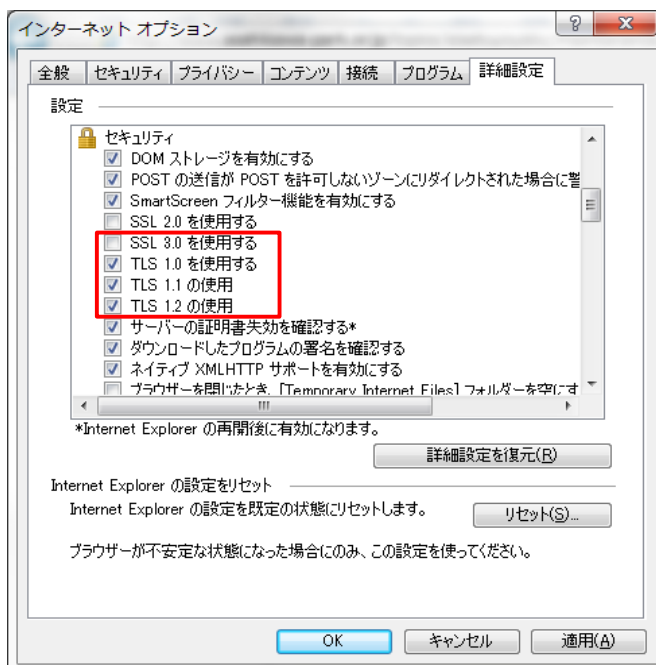 インターネット オプション
全般 セキュリティ プライバシー コンテンツ 接続 プログラム 詳細設定
設定
セキュリティ
DOM ストレージを有効にする
POST の送信が POST を許可しないゾーンにリダイレクトされた場合に警
SmartScreen フィルター機能を有効にする
SSL 2.0 を使用する
SSL 3.0 を使用する
TLS 1.0 を使用する
TLS 1.1 の使用
TLS 1.2 の使用
サーバーの証明書失効を確認する*
ダウンロードしたプログラムの署名を確認する
ネイティブ XMLHTTP サポートを有効にする
ブラウザーを閉じたとき、[Temporary Internet Files] フォルダーを空にす
*Internet Explorer の再開後に有効になります。
詳細設定を復元(R)
Internet Explorer の設定をリセット
Internet Explorer の設定を既定の状態にリセットします。
リセット(S)...
ブラウザーが不安定な状態になった場合にのみ、この設定を使ってください。
OK キャンセル 適用(A)